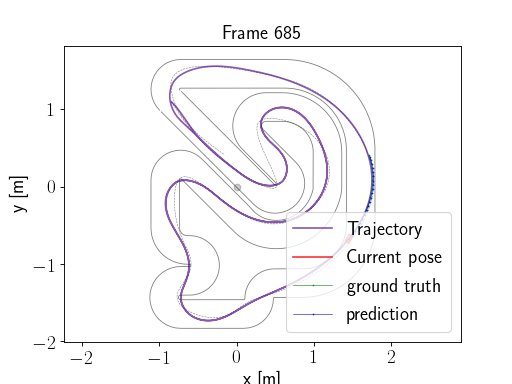 Frame 685
y [m]
1
0
−1
−2
−2 −1 0 1 2
x [m]
Trajectory
Current pose
ground truth
prediction